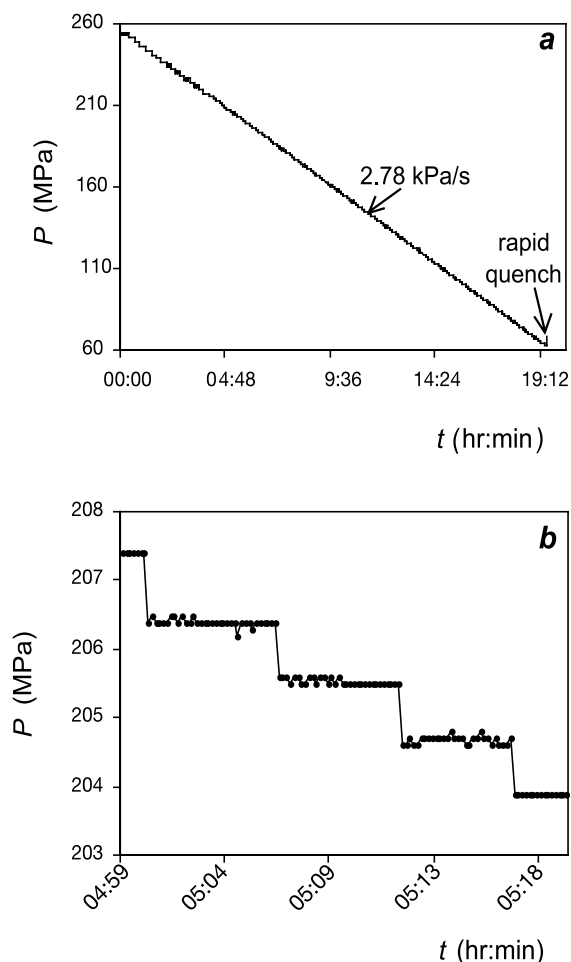 260
a
210
P (MPa)
160
2.78 kPa/s
rapid
quench
110
60
00:00 04:48 9:36 14:24 19:12
t (hr:min)
208
b
207
206
P (MPa)
205
204
203
04:59 05:04 05:09 05:13 05:18
t (hr:min)